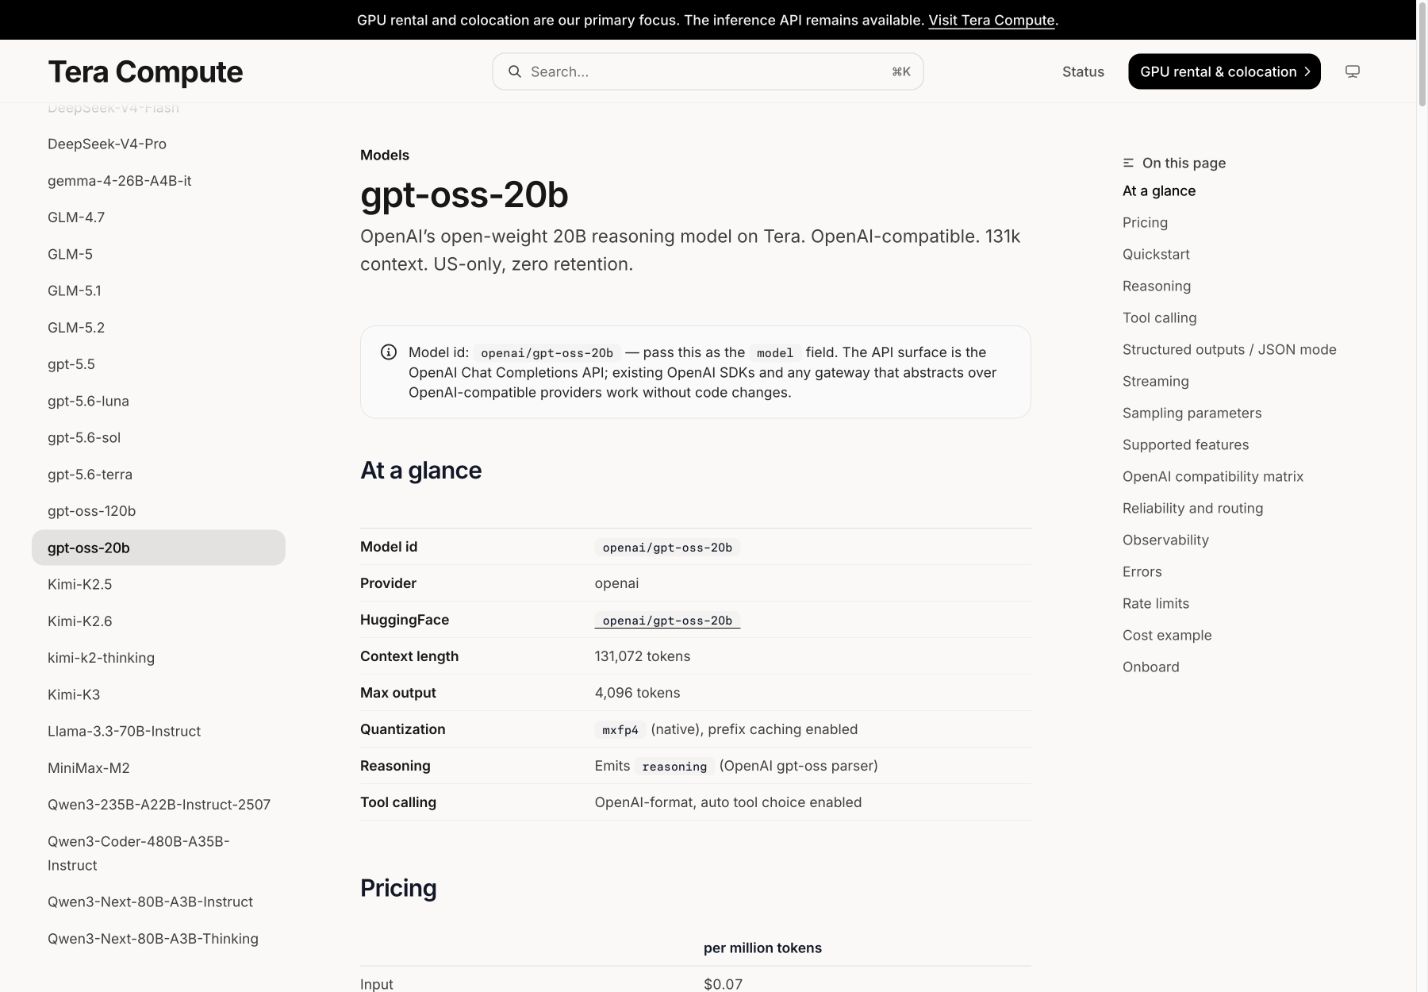 GPU rental and colocation are our primary focus. The inference API remains available. Visit Tera Compute.
Tera Compute
Search...
⌘K
Status
GPU rental & colocation
DeepSeek-V4-Flash
DeepSeek-V4-Pro
gemma-4-26B-A4B-it
GLM-4.7
GLM-5
GLM-5.1
GLM-5.2
gpt-5.5
gpt-5.6-luna
gpt-5.6-sol
gpt-5.6-terra
gpt-oss-120b
gpt-oss-20b
Kimi-K2.5
Kimi-K2.6
kimi-k2-thinking
Kimi-K3
Llama-3.3-70B-Instruct
MiniMax-M2
Qwen3-235B-A22B-Instruct-2507
Qwen3-Coder-480B-A35B-
Instruct
Qwen3-Next-80B-A3B-Instruct
Qwen3-Next-80B-A3B-Thinking
Models
gpt-oss-20b
OpenAI’s open-weight 20B reasoning model on Tera. OpenAI-compatible. 131k
context. US-only, zero retention.
Model id: openai/gpt-oss-20b — pass this as the model field. The API surface is the
OpenAI Chat Completions API; existing OpenAI SDKs and any gateway that abstracts over
OpenAI-compatible providers work without code changes.
At a glance
Model id openai/gpt-oss-20b
Provider openai
HuggingFace openai/gpt-oss-20b
Context length 131,072 tokens
Max output 4,096 tokens
Quantization mxfp4 (native), prefix caching enabled
Reasoning Emits reasoning (OpenAI gpt-oss parser)
Tool calling OpenAI-format, auto tool choice enabled
Pricing
per million tokens
Input $0.07
On this page
At a glance
Pricing
Quickstart
Reasoning
Tool calling
Structured outputs / JSON mode
Streaming
Sampling parameters
Supported features
OpenAI compatibility matrix
Reliability and routing
Observability
Errors
Rate limits
Cost example
Onboard